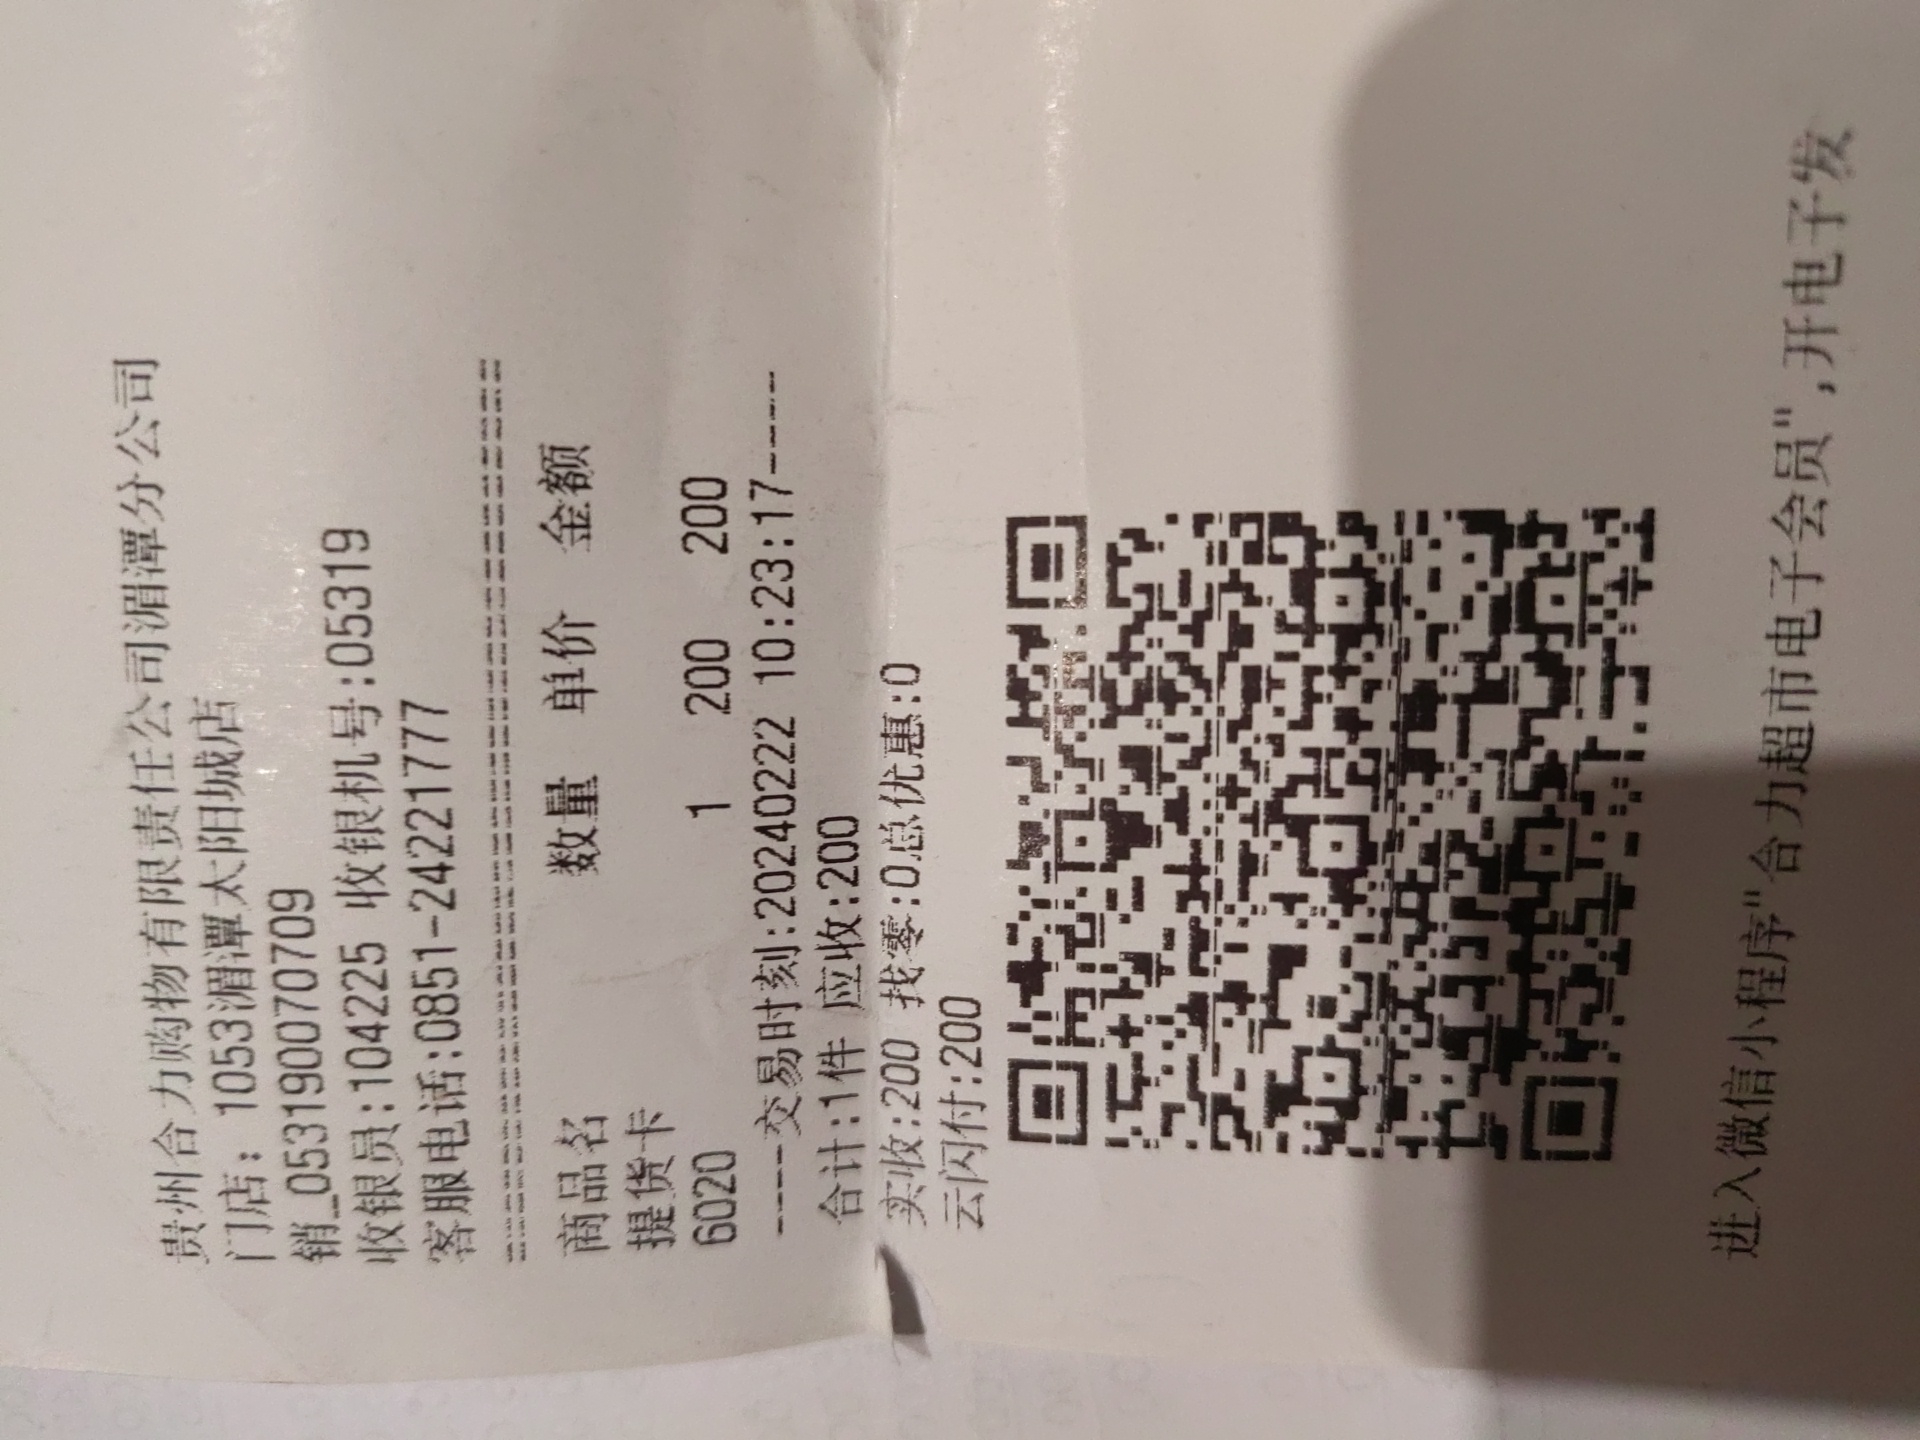 贵州合力购物有限责任公司湄潭分公司
门店: 1053湄潭太阳城店
销_0531900707​09
收银员:104225 收银机号:05319
客服电话:0851-24221777
商品名 数量 单价 金额
提货卡
6020 1 200 200
----交易时刻:20240222 10:23:17----
合计:1件 应收:200
实收:200 找零:0总优惠:0
云闪付:200
进入微信小程序"合力超市电子会员",开电子发